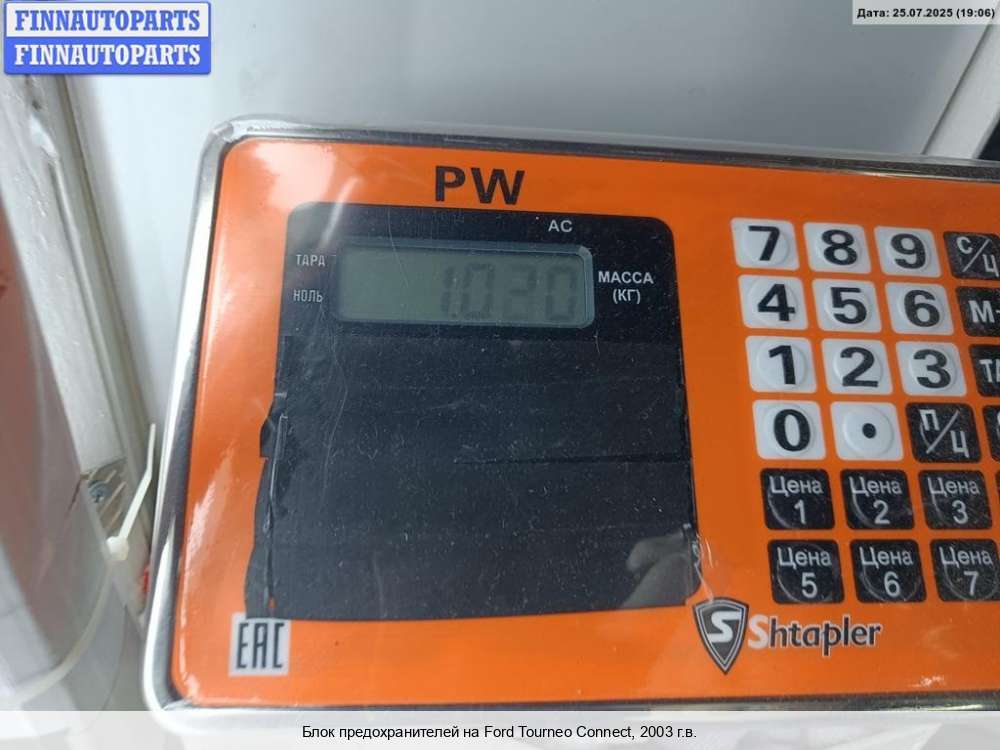 FINNAUTOPARTS
FINNAUTOPARTS
Дата: 25.07.2025 (19:06)
PW
AC
ТАРА
НОЛЬ
1.020
МАССА
(КГ)
7 8 9 С/Ц
4 5 6
1 2 3
0 • П/Ц
Цена 1 Цена 2 Цена 3
Цена 5 Цена 6 Цена 7
EAC
S Shtapler
Блок предохранителей на Ford Tourneo Connect, 2003 г.в.